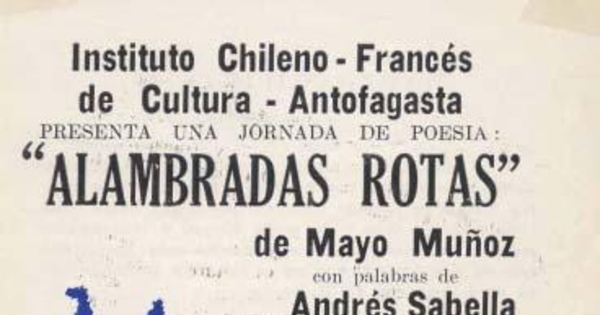 Instituto Chileno - Francés
de Cultura - Antofagasta
PRESENTA UNA JORNADA DE POESIA :
"ALAMBRADAS ROTAS"
de Mayo Muñoz
con palabras de
Andrés Sabella